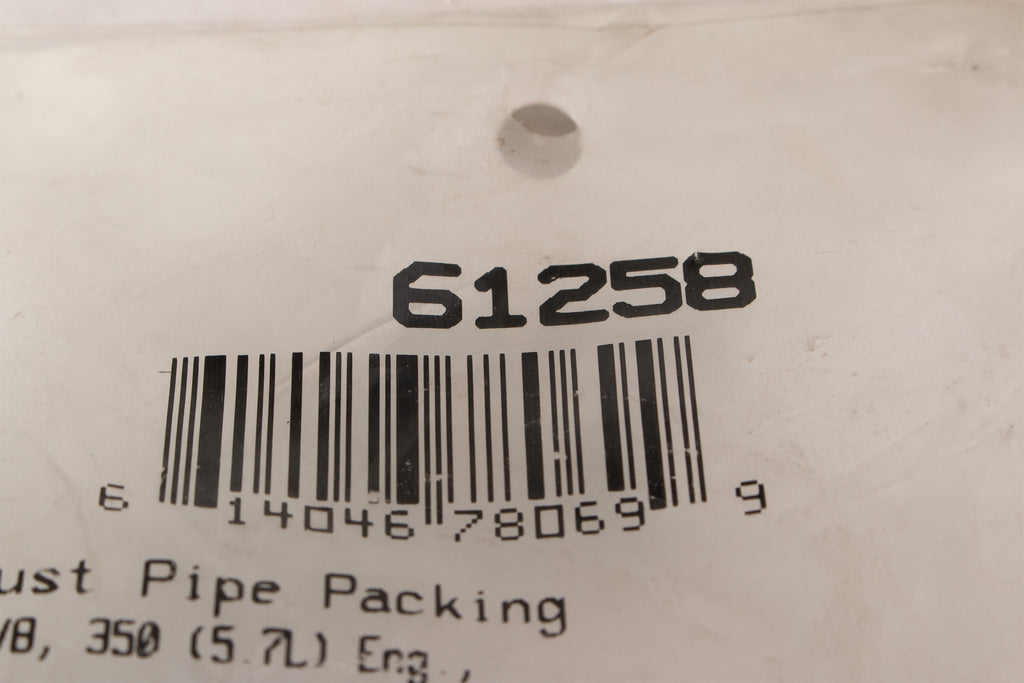 61258
6 14046 78069 9
ust Pipe Packing
V8, 350 (5.7L) Eng.,